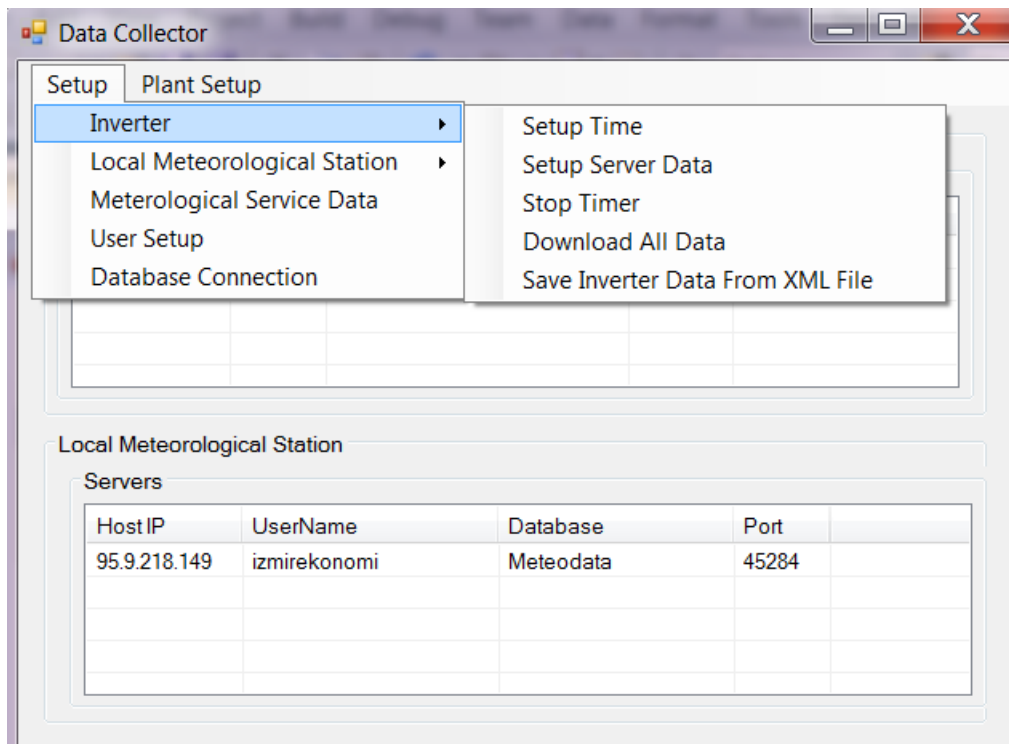 Data Collector
Setup Plant Setup
Inverter
Local Meteorological Station
Meterological Service Data
User Setup
Database Connection
Setup Time
Setup Server Data
Stop Timer
Download All Data
Save Inverter Data From XML File
Local Meteorological Station
Servers
Host IP UserName Database Port
95.9.218.149 izmirekonomi Meteodata 45284